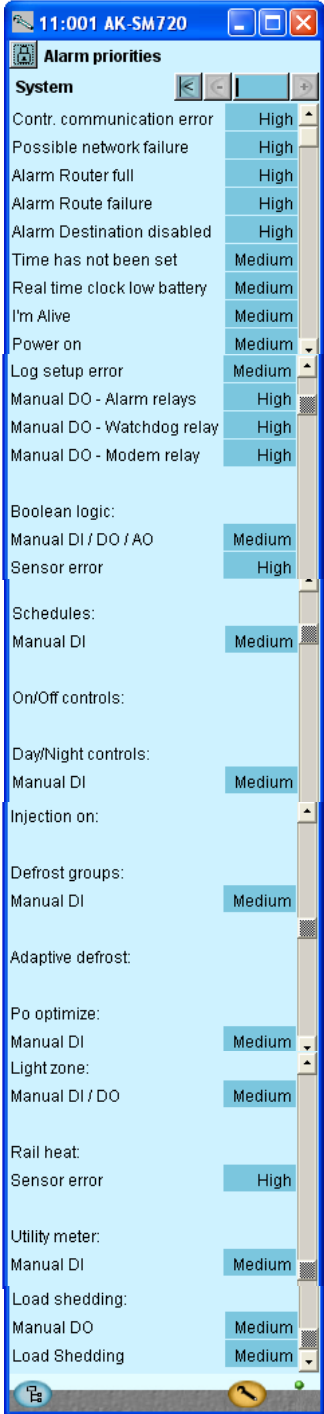 11:001 AK-SM720
Alarm priorities
System
Contr. communication error High
Possible network failure High
Alarm Router full High
Alarm Route failure High
Alarm Destination disabled High
Time has not been set Medium
Real time clock low battery Medium
I'm Alive Medium
Power on Medium
Log setup error Medium
Manual DO - Alarm relays High
Manual DO - Watchdog relay High
Manual DO - Modem relay High
Boolean logic:
Manual DI / DO / AO Medium
Sensor error High
Schedules:
Manual DI Medium
On/Off controls:
Day/Night controls:
Manual DI Medium
Injection on:
Defrost groups:
Manual DI Medium
Adaptive defrost:
Po optimize:
Manual DI Medium
Light zone:
Manual DI / DO Medium
Rail heat:
Sensor error High
Utility meter:
Manual DI Medium
Load shedding:
Manual DO Medium
Load Shedding Medium